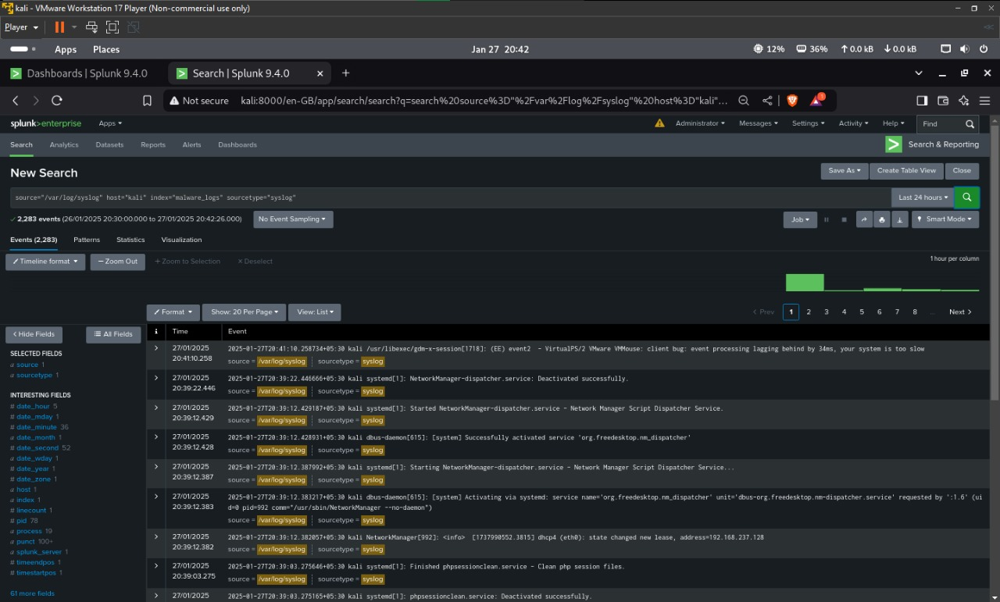 kali - VMware Workstation 17 Player (Non-commercial use only)
Player
Apps Places Jan 27 20:42 12% 36% 0.0 kB 0.0 kB
Dashboards | Splunk 9.4.0 Search | Splunk 9.4.0
Not secure kali:8000/en-GB/app/search/search?q=search%20source%3D"%2Fvar%2Flog%2Fsyslog"%20host%3D"kali"... 1
splunk>enterprise Apps Administrator Messages Settings Activity Help Find
Search Analytics Datasets Reports Alerts Dashboards Search & Reporting
New Search Save As Create Table View Close
source="/var/log/syslog" host="kali" index="malware_logs" sourcetype="syslog" Last 24 hours
2,283 events (26/01/2025 20:30:00.000 to 27/01/2025 20:42:26.000) No Event Sampling Job Smart Mode
Events (2,283) Patterns Statistics Visualization
Timeline format — Zoom Out + Zoom to Selection × Deselect 1 hour per column
Format Show: 20 Per Page View: List < Prev 1 2 3 4 5 6 7 8 ... Next >
< Hide Fields All Fields i Time Event
SELECTED FIELDS
a source 1
a sourcetype 1
INTERESTING FIELDS
# date_hour 5
# date_mday 1
# date_minute 36
a date_month 1
# date_second 52
a date_wday 1
# date_year 1
a date_zone 1
a host 1
a index 1
# linecount 1
# pid 78
a process 19
a punct 100+
a splunk_server 1
# timeendpos 1
# timestartpos 1
61 more fields
27/01/2025 20:41:10.258
2025-01-27T20:41:10.258734+05:30 kali /usr/libexec/gdm-x-session[1718]: (EE) event2 - VirtualPS/2 VMware VMMouse: client bug: event processing lagging behind by 34ms, your system is too slow
source = /var/log/syslog sourcetype = syslog
27/01/2025 20:39:22.446
2025-01-27T20:39:22.446666+05:30 kali systemd[1]: NetworkManager-dispatcher.service: Deactivated successfully.
source = /var/log/syslog sourcetype = syslog
27/01/2025 20:39:12.429
2025-01-27T20:39:12.429187+05:30 kali systemd[1]: Started NetworkManager-dispatcher.service - Network Manager Script Dispatcher Service.
source = /var/log/syslog sourcetype = syslog
27/01/2025 20:39:12.428
2025-01-27T20:39:12.428931+05:30 kali dbus-daemon[615]: [system] Successfully activated service 'org.freedesktop.nm_dispatcher'
source = /var/log/syslog sourcetype = syslog
27/01/2025 20:39:12.387
2025-01-27T20:39:12.387992+05:30 kali systemd[1]: Starting NetworkManager-dispatcher.service - Network Manager Script Dispatcher Service...
source = /var/log/syslog sourcetype = syslog
27/01/2025 20:39:12.383
2025-01-27T20:39:12.383217+05:30 kali dbus-daemon[615]: [system] Activating via systemd: service name='org.freedesktop.nm_dispatcher' unit='dbus-org.freedesktop.nm-dispatcher.service' requested by ':1.6' (ui
d=0 pid=992 comm="/usr/sbin/NetworkManager --no-daemon")
source = /var/log/syslog sourcetype = syslog
27/01/2025 20:39:12.382
2025-01-27T20:39:12.382057+05:30 kali NetworkManager[992]: <info> [1737990552.3815] dhcp4 (eth0): state changed new lease, address=192.168.237.128
source = /var/log/syslog sourcetype = syslog
27/01/2025 20:39:03.275
2025-01-27T20:39:03.275646+05:30 kali systemd[1]: Finished phpsessionclean.service - Clean php session files.
source = /var/log/syslog sourcetype = syslog
27/01/2025
2025-01-27T20:39:03.275165+05:30 kali systemd[1]: phpsessionclean.service: Deactivated successfully.